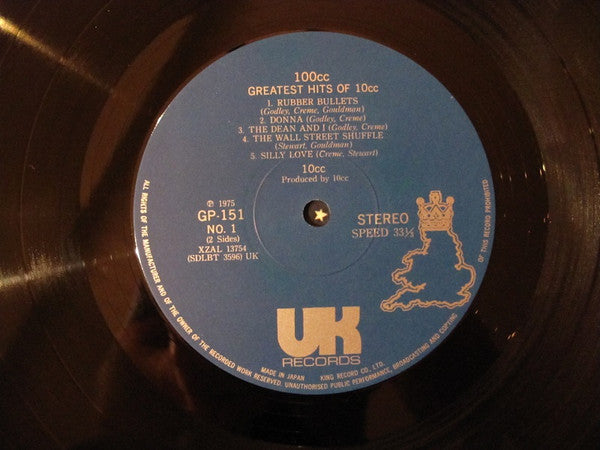 100cc
GREATEST HITS OF 10cc
1. RUBBER BULLETS
(Godley, Creme, Gouldman)
2. DONNA (Godley, Creme)
3. THE DEAN AND I (Godley, Creme)
4. THE WALL STREET SHUFFLE
(Stewart, Gouldman)
5. SILLY LOVE (Creme, Stewart)
10cc
Produced by 10cc
℗ 1975
GP-151
NO. 1
(2 Sides)
XZAL 13754
(SDLBT 3596) UK
STEREO
SPEED 33⅓
UK
RECORDS
MADE IN JAPAN KING RECORD CO., LTD.
ALL RIGHTS OF THE MANUFACTURER AND OF THE OWNER OF THE RECORDED WORK RESERVED. UNAUTHORISED PUBLIC PERFORMANCE, BROADCASTING AND COPYING OF THIS RECORD PROHIBITED